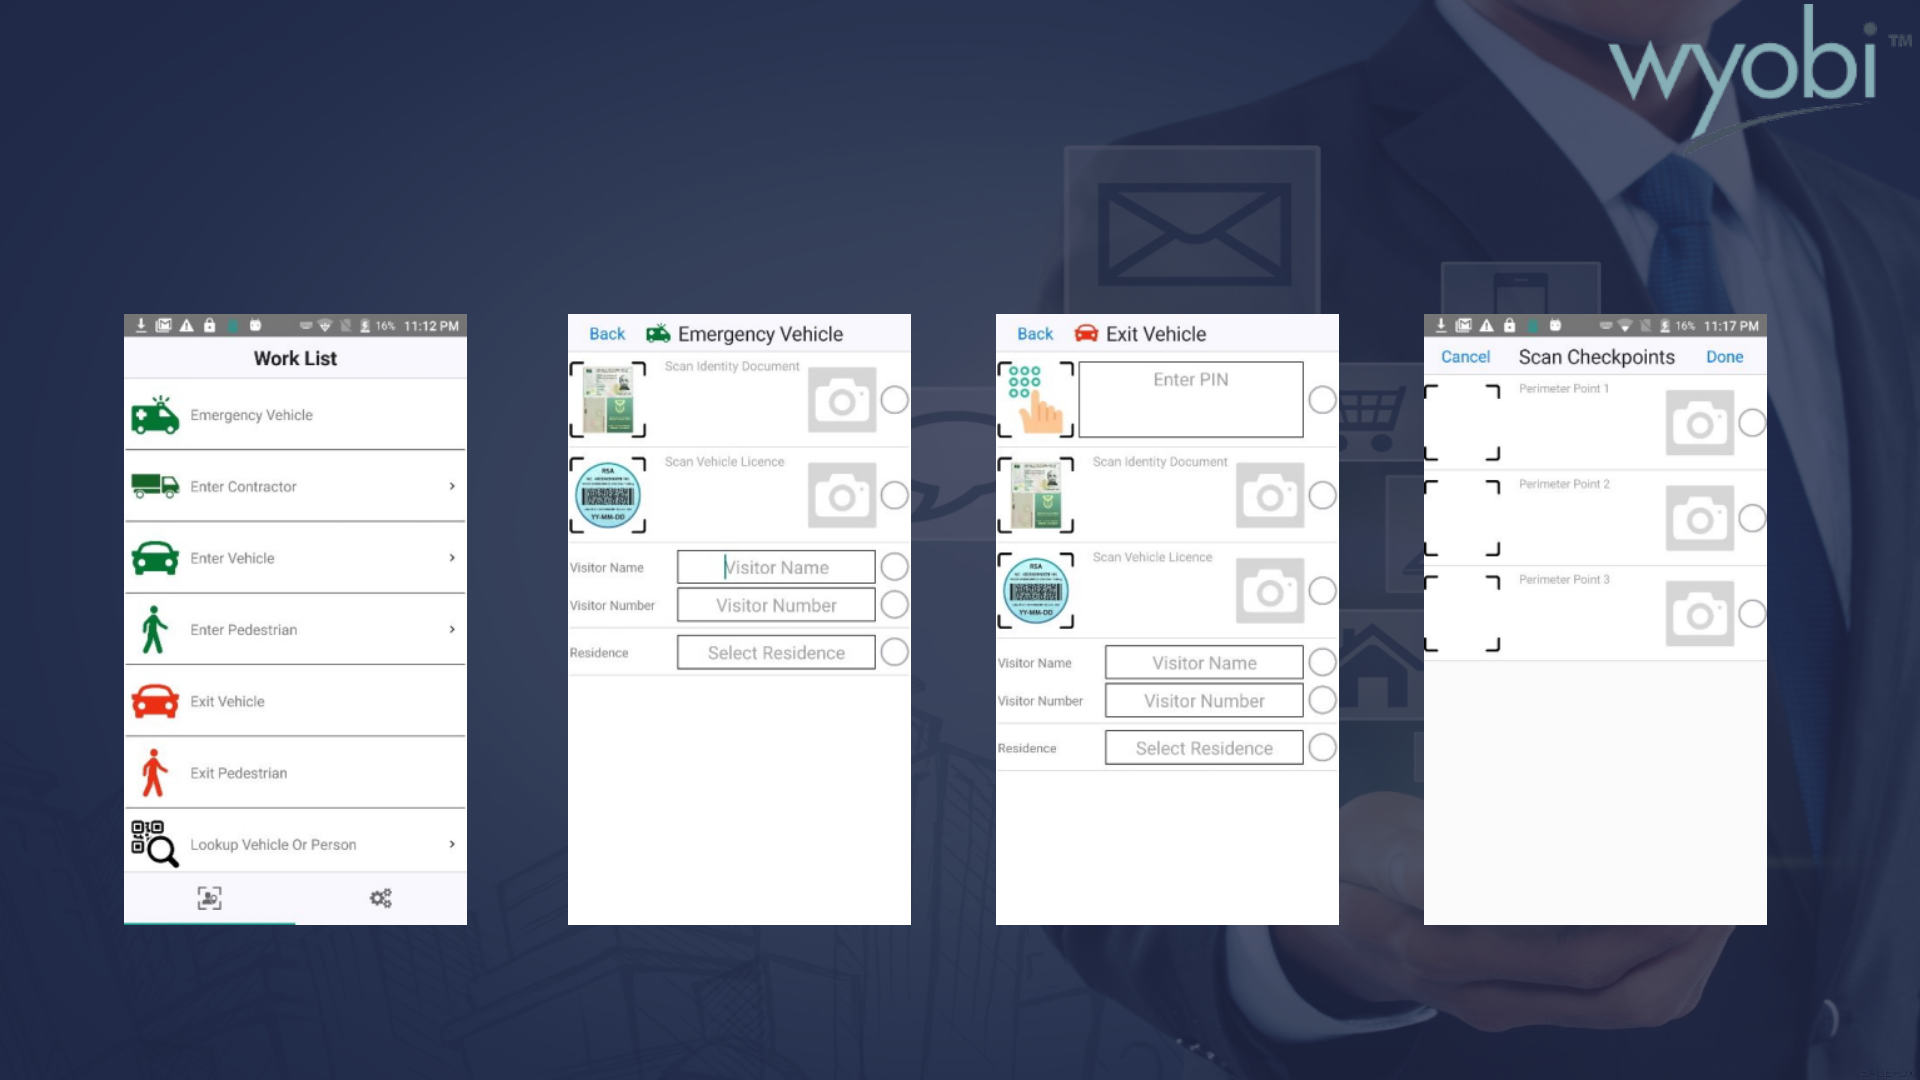 wyobi™
16% 11:12 PM
Work List
Emergency Vehicle
Enter Contractor
Enter Vehicle
Enter Pedestrian
Exit Vehicle
Exit Pedestrian
Lookup Vehicle Or Person
Back Emergency Vehicle
Scan Identity Document
Scan Vehicle Licence
RSA
YY-MM-DD
Visitor Name Visitor Name
Visitor Number Visitor Number
Residence Select Residence
Back Exit Vehicle
Enter PIN
Scan Identity Document
Scan Vehicle Licence
RSA
YY-MM-DD
Visitor Name Visitor Name
Visitor Number Visitor Number
Residence Select Residence
16% 11:17 PM
Cancel Scan Checkpoints Done
Perimeter Point 1
Perimeter Point 2
Perimeter Point 3